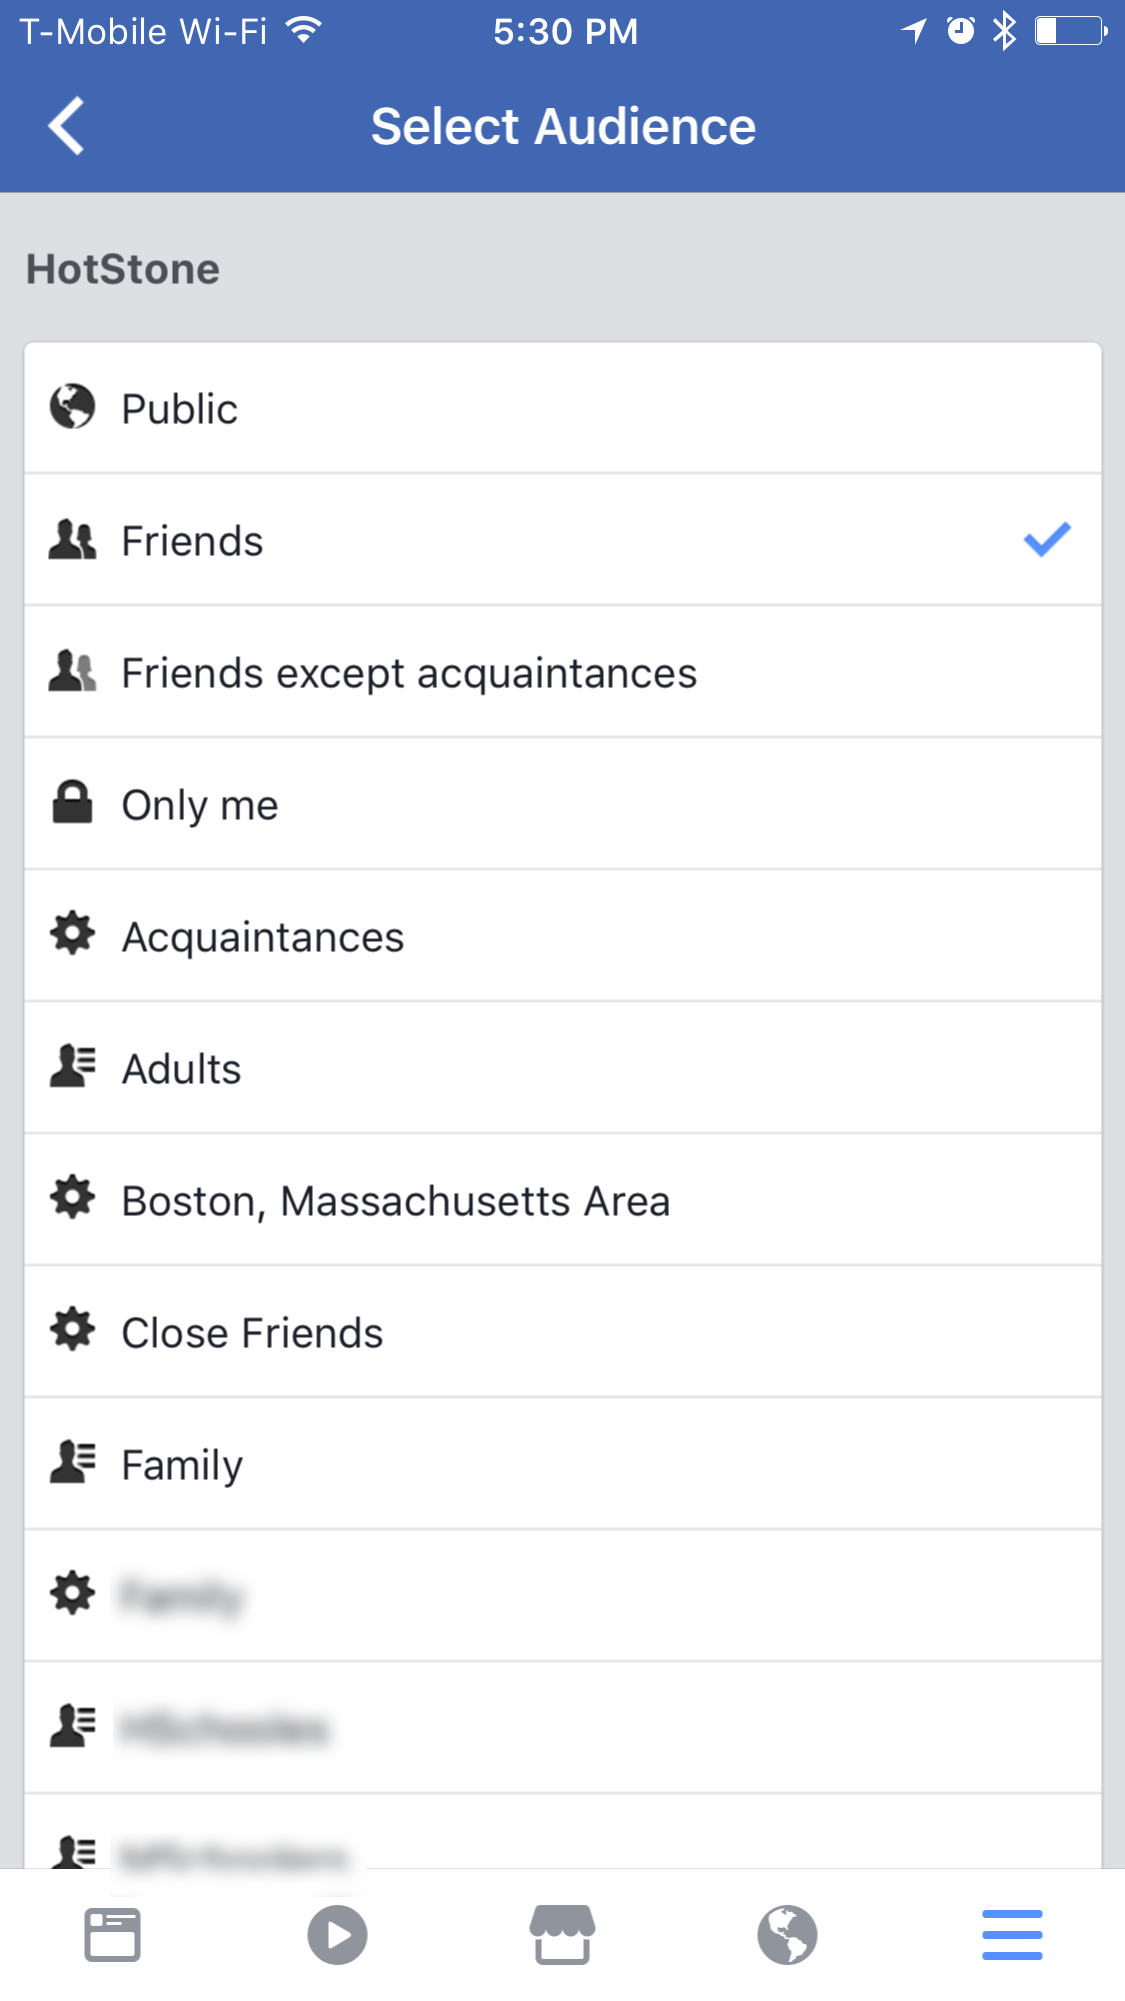 T-Mobile Wi-Fi 5:30 PM
Select Audience
HotStone
Public
Friends
Friends except acquaintances
Only me
Acquaintances
Adults
Boston, Massachusetts Area
Close Friends
Family